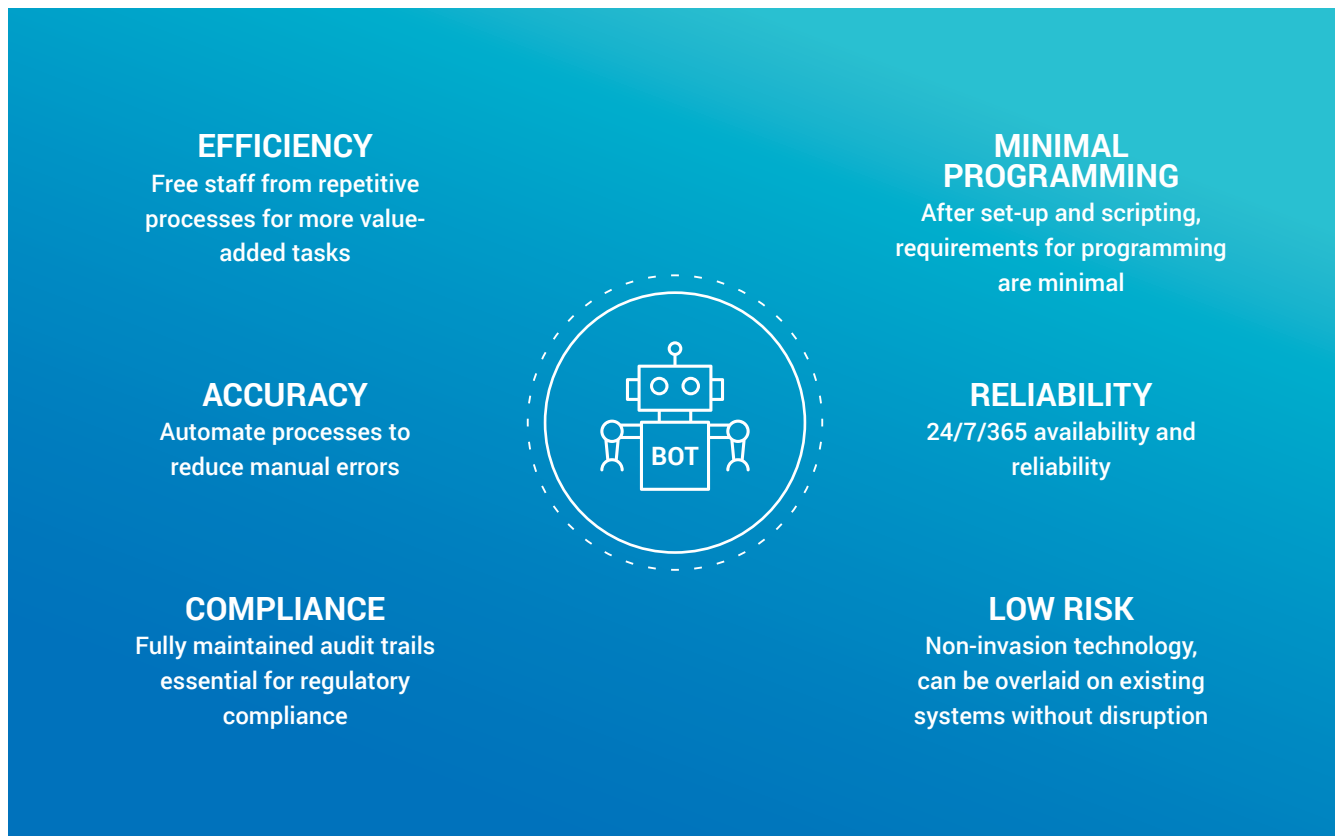 EFFICIENCY
Free staff from repetitive
processes for more value-
added tasks
ACCURACY
Automate processes to
reduce manual errors
COMPLIANCE
Fully maintained audit trails
essential for regulatory
compliance
BOT
MINIMAL
PROGRAMMING
After set-up and scripting,
requirements for programming
are minimal
RELIABILITY
24/7/365 availability and
reliability
LOW RISK
Non-invasion technology,
can be overlaid on existing
systems without disruption